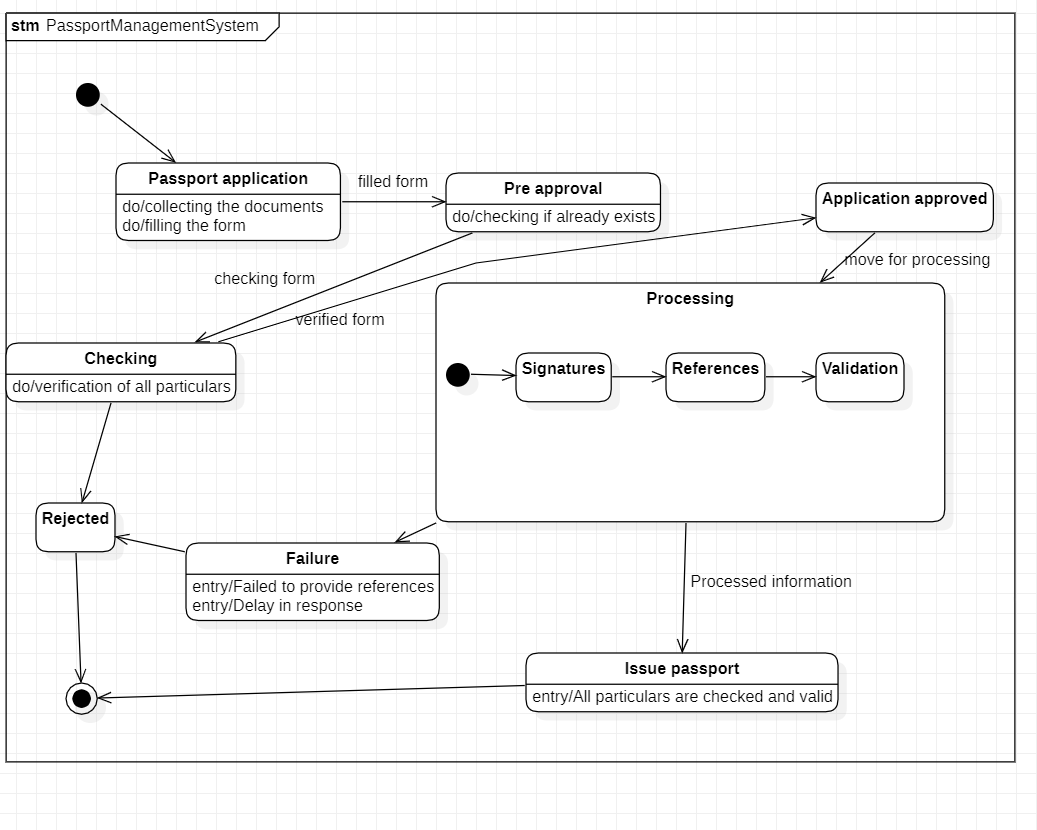 stm PassportManagementSystem
Passport application
do/collecting the documents
do/filling the form
filled form
Pre approval
do/checking if already exists
Application approved
move for processing
checking form
verified form
Checking
do/verification of all particulars
Processing
Signatures
References
Validation
Rejected
Failure
entry/Failed to provide references
entry/Delay in response
Processed information
Issue passport
entry/All particulars are checked and valid